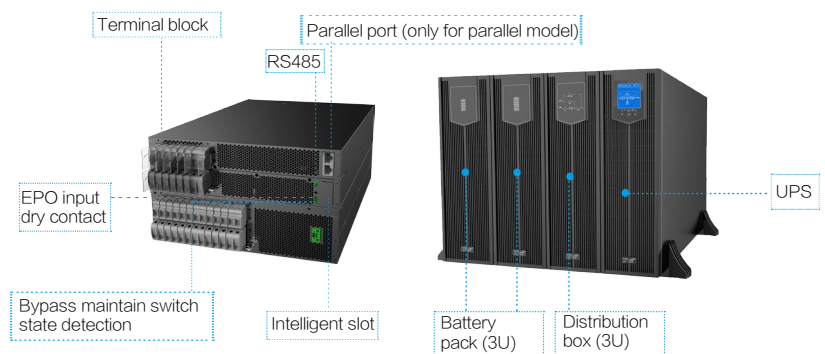 Terminal block
Parallel port (only for parallel model)
RS485
EPO input
dry contact
UPS
Bypass maintain switch
state detection
Intelligent slot
Battery
pack (3U)
Distribution
box (3U)